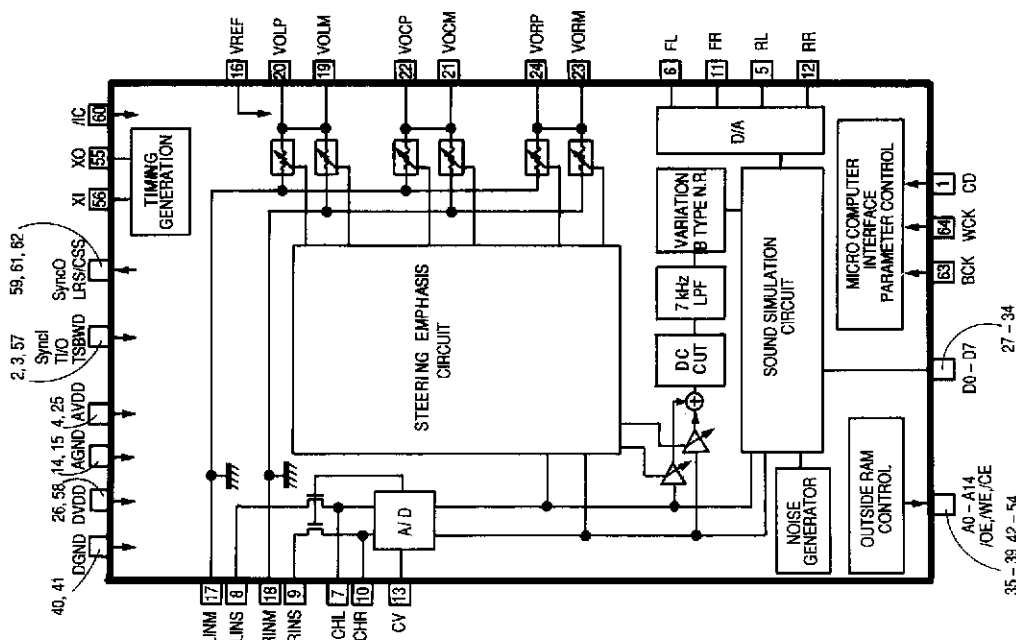 VREF
VOLP
VOLM
VOCP
VOCM
VORP
VORM
FL
FR
RL
RR
16
20
19
22
21
24
23
6
11
5
12
/IC
60
XO
55
XI
56
TIMING
GENERATION
59, 61, 62
SyncO
LRS/CSS
2, 3, 57
SyncI
TI/O
TSBWD
4, 25
AVDD
14, 15
AGND
26, 58
DVDD
40, 41
DGND
STEERING EMPHASIS
CIRCUIT
D/A
VARIATION
B TYPE N.R.
7 kHz
LPF
DC
CUT
+
SOUND SIMULATION
CIRCUIT
MICRO COMPUTER
INTERFACE
PARAMETER CONTROL
1
CD
64
WCK
63
BCK
D0 – D7
27 – 34
A/D
NOISE
GENERATOR
OUTSIDE RAM
CONTROL
A0 – A14
/OE,/WE,/CE
35 – 39, 42 – 54
17
LINM
8
LINS
18
RINM
9
RINS
7
CHL
10
CHR
13
CV